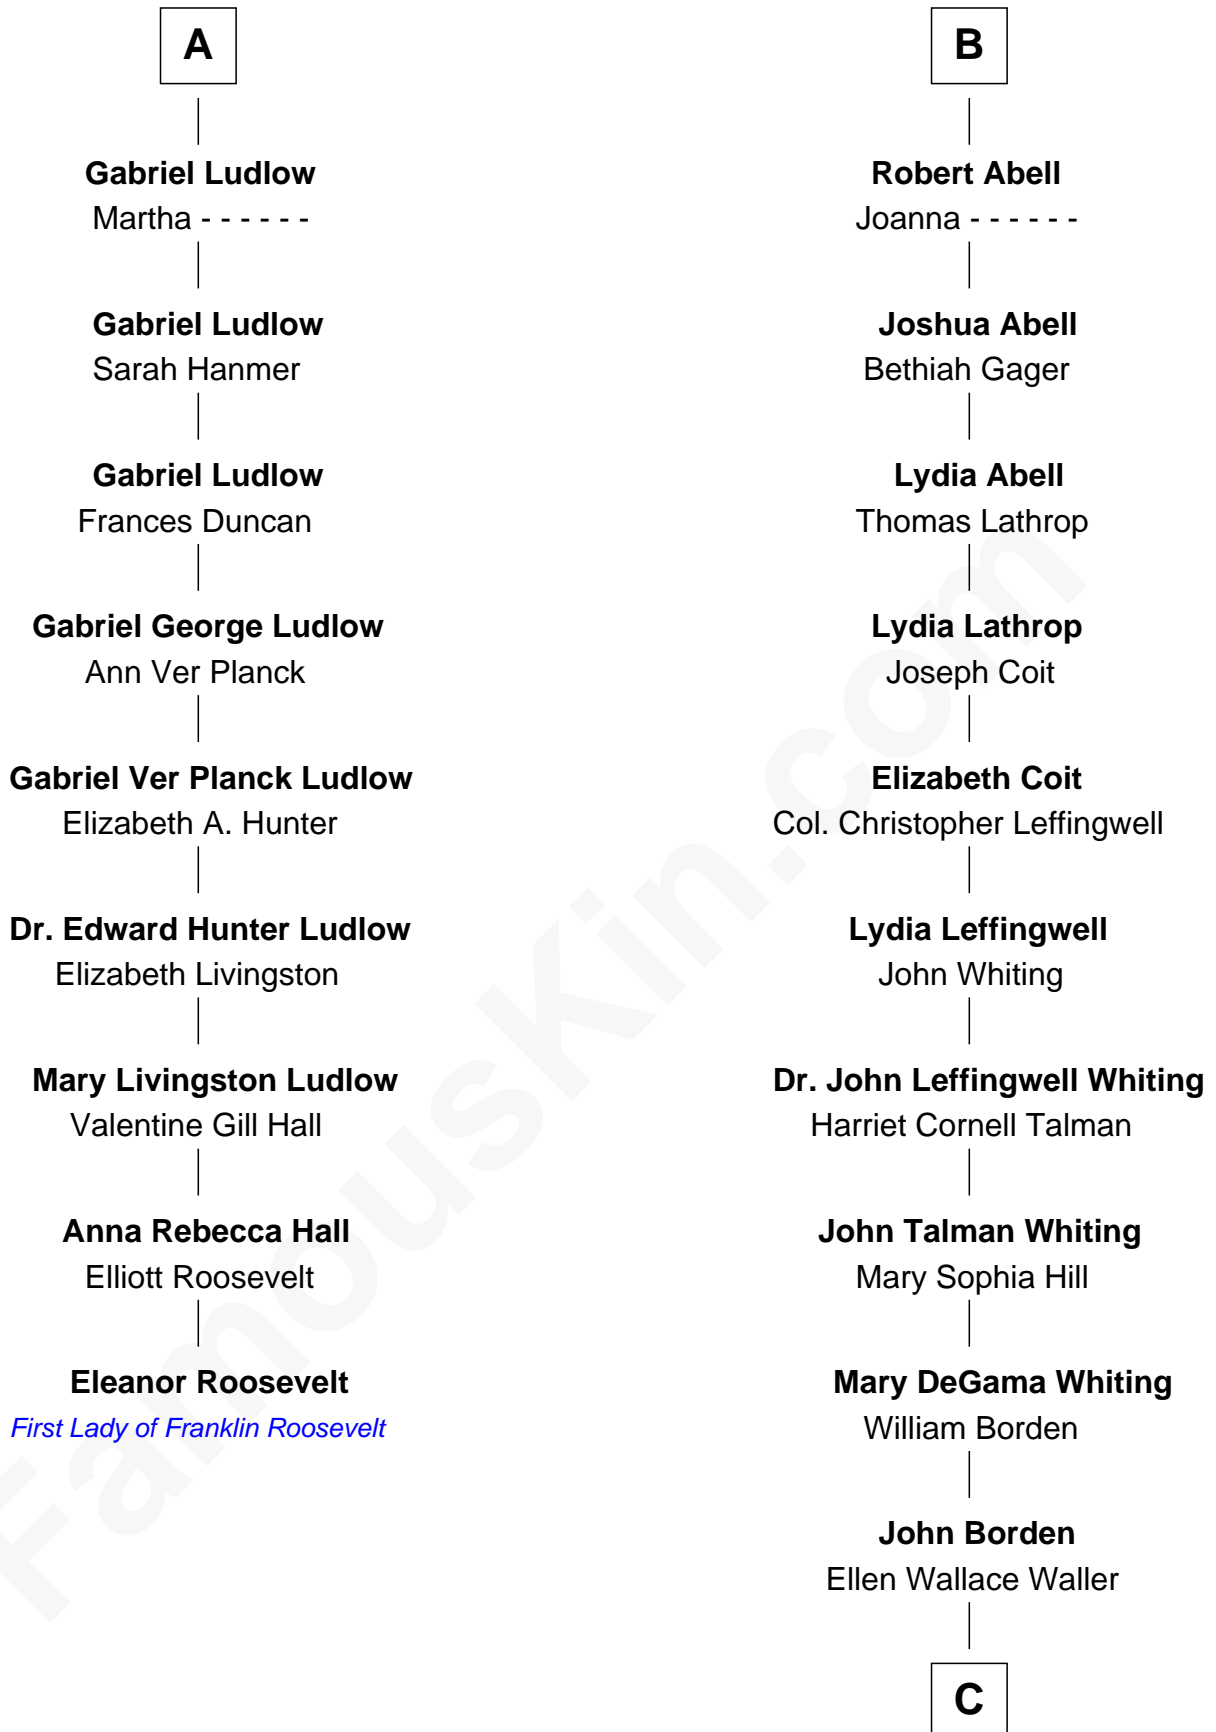 A
Gabriel Ludlow
Martha - - - - - -
Gabriel Ludlow
Sarah Hanmer
Gabriel Ludlow
Frances Duncan
Gabriel George Ludlow
Ann Ver Planck
Gabriel Ver Planck Ludlow
Elizabeth A. Hunter
Dr. Edward Hunter Ludlow
Elizabeth Livingston
Mary Livingston Ludlow
Valentine Gill Hall
Anna Rebecca Hall
Elliott Roosevelt
Eleanor Roosevelt
First Lady of Franklin Roosevelt
B
Robert Abell
Joanna - - - - - -
Joshua Abell
Bethiah Gager
Lydia Abell
Thomas Lathrop
Lydia Lathrop
Joseph Coit
Elizabeth Coit
Col. Christopher Leffingwell
Lydia Leffingwell
John Whiting
Dr. John Leffingwell Whiting
Harriet Cornell Talman
John Talman Whiting
Mary Sophia Hill
Mary DeGama Whiting
William Borden
John Borden
Ellen Wallace Waller
C
FamousKin.com